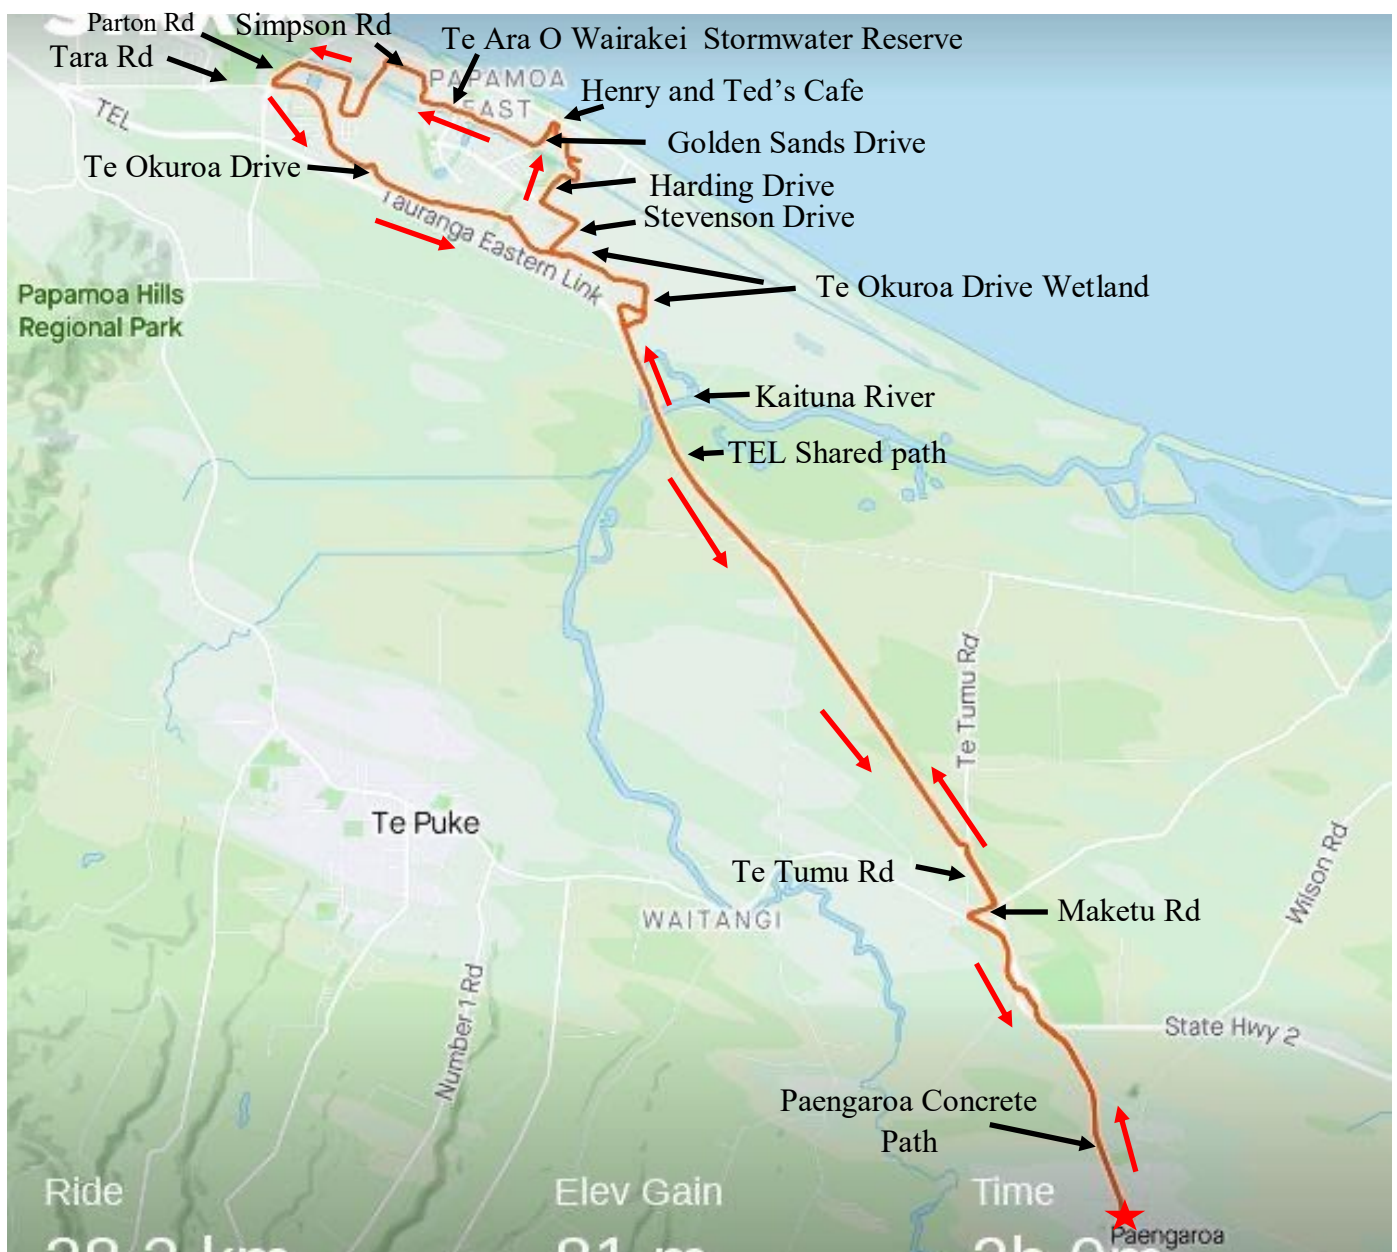 Parton Rd
Simpson Rd
Te Ara O Wairakei Stormwater Reserve
Tara Rd
PAPAMOA
EAST
Henry and Ted's Cafe
TEL
Golden Sands Drive
Te Okuroa Drive
Harding Drive
Stevenson Drive
Tauranga Eastern Link
Te Okuroa Drive Wetland
Papamoa Hills
Regional Park
Kaituna River
TEL Shared path
Te Tumu Rd
Te Puke
Te Tumu Rd
Wilson Rd
Maketu Rd
WAITANGI
Number 1 Rd
State Hwy 2
Paengaroa Concrete
Path
Ride
Elev Gain
Time
Paengaroa